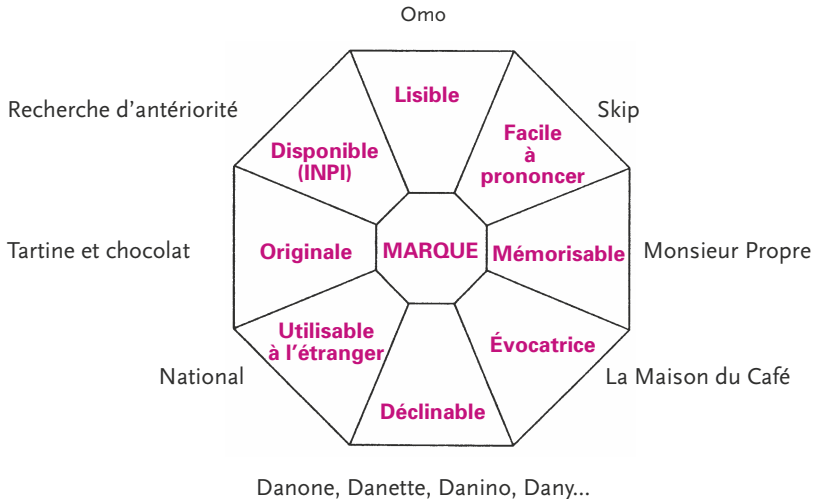 Omo
Lisible
Recherche d'antériorité
Skip
Facile
à
prononcer
Disponible
(INPI)
Tartine et chocolat
Originale
MARQUE
Mémorisable
Monsieur Propre
Utilisable
à l'étranger
Évocatrice
National
La Maison du Café
Déclinable
Danone, Danette, Danino, Dany...